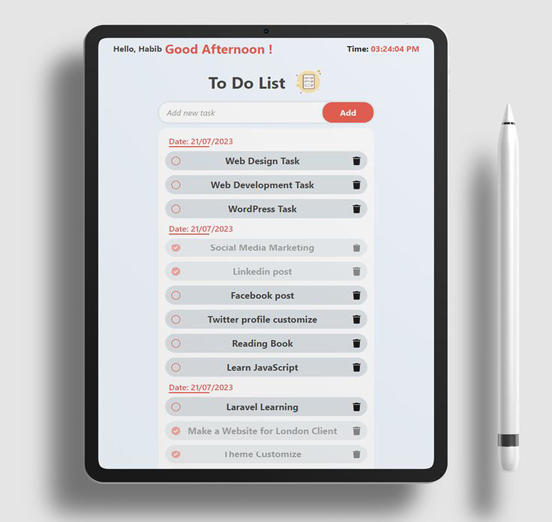 Hello, Habib Good Afternoon ! Time: 03:24:04 PM
To Do List
Add new task Add
Date: 21/07/2023
Web Design Task
Web Development Task
WordPress Task
Date: 21/07/2023
Social Media Marketing
Linkedin post
Facebook post
Twitter profile customize
Reading Book
Learn JavaScript
Date: 21/07/2023
Laravel Learning
Make a Website for London Client
Theme Customize